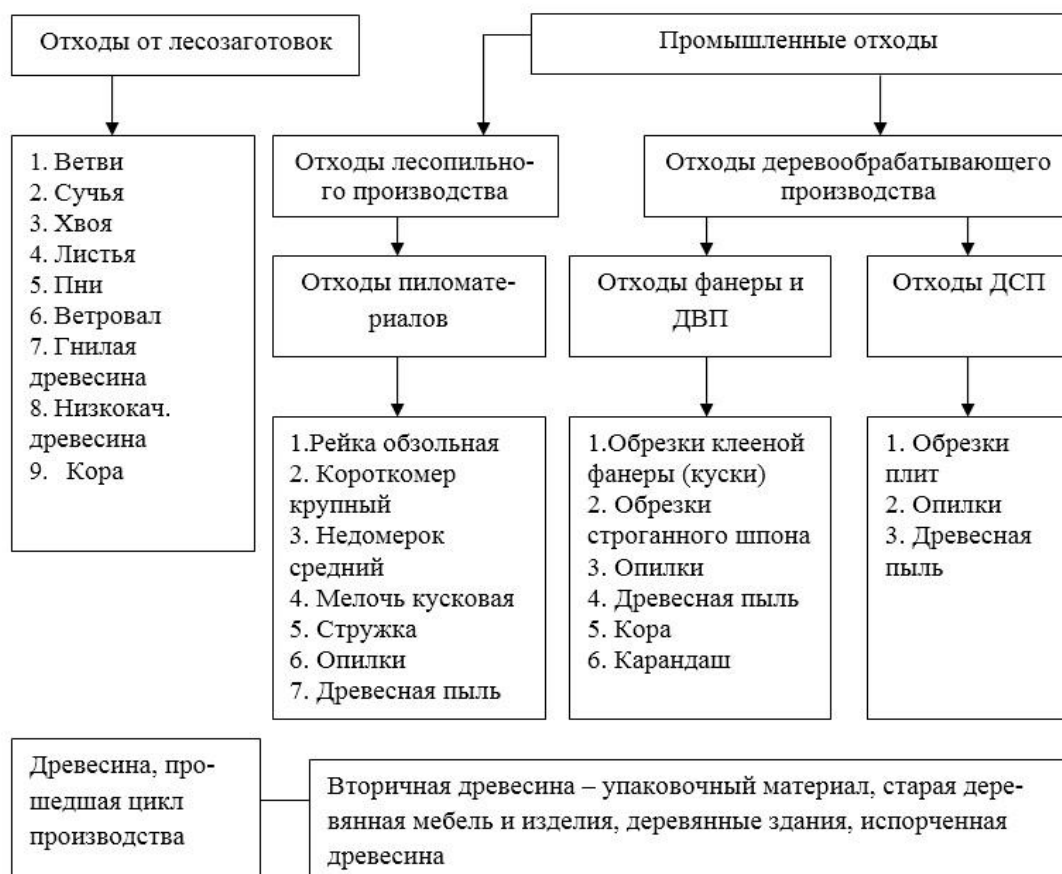 Отходы от лесозаготовок
Промышленные отходы
1. Ветви
2. Сучья
3. Хвоя
4. Листья
5. Пни
6. Ветровал
7. Гнилая
древесина
8. Низкокач.
древесина
9. Кора
Отходы лесопильно-
го производства
Отходы деревообрабатывающего
производства
Отходы пиломате-
риалов
Отходы фанеры и
ДВП
Отходы ДСП
1.Рейка обзольная
2. Короткомер
крупный
3. Недомерок
средний
4. Мелочь кусковая
5. Стружка
6. Опилки
7. Древесная пыль
1.Обрезки клееной
фанеры (куски)
2. Обрезки
строганного шпона
3. Опилки
4. Древесная пыль
5. Кора
6. Карандаш
1. Обрезки
плит
2. Опилки
3. Древесная
пыль
Древесина, про-
шедшая цикл
производства
Вторичная древесина – упаковочный материал, старая дере-
вянная мебель и изделия, деревянные здания, испорченная
древесина